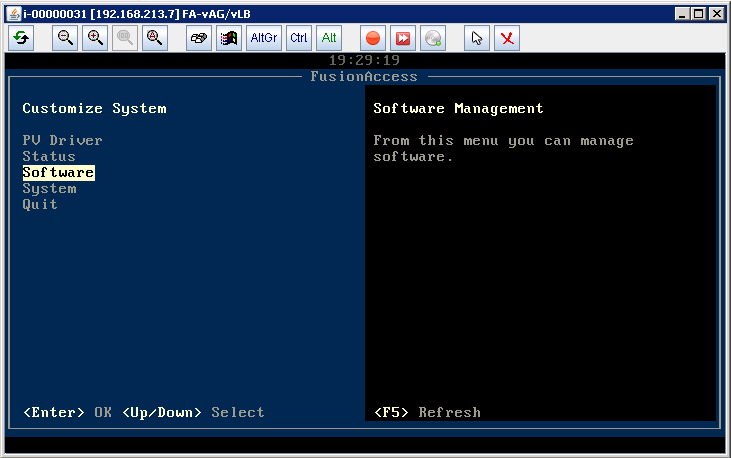 i-00000031 [192.168.213.7] FA-vAG/vLB
AltGr Ctrl Alt
19:29:19
FusionAccess
Customize System
PV Driver
Status
Software
System
Quit
<Enter> OK <Up/Down> Select
Software Management
From this menu you can manage
software.
<F5> Refresh